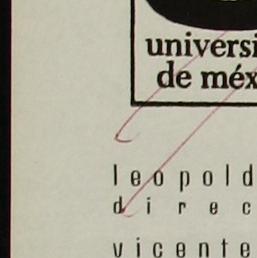 universi
de méx
leopold
direc
vicente